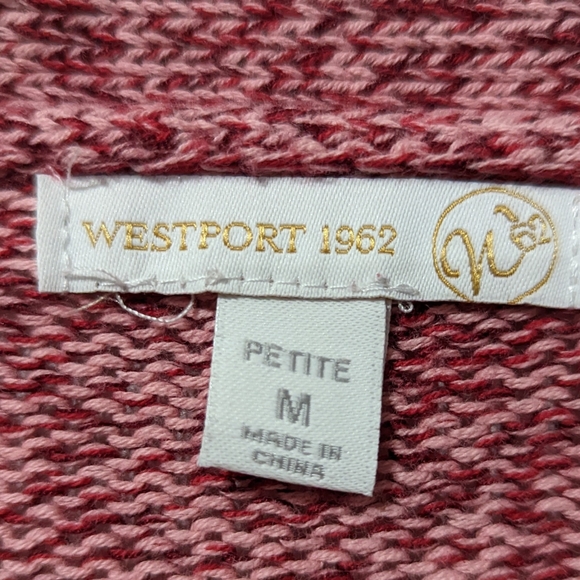 WESTPORT 1962
PETITE
M
MADE IN
CHINA